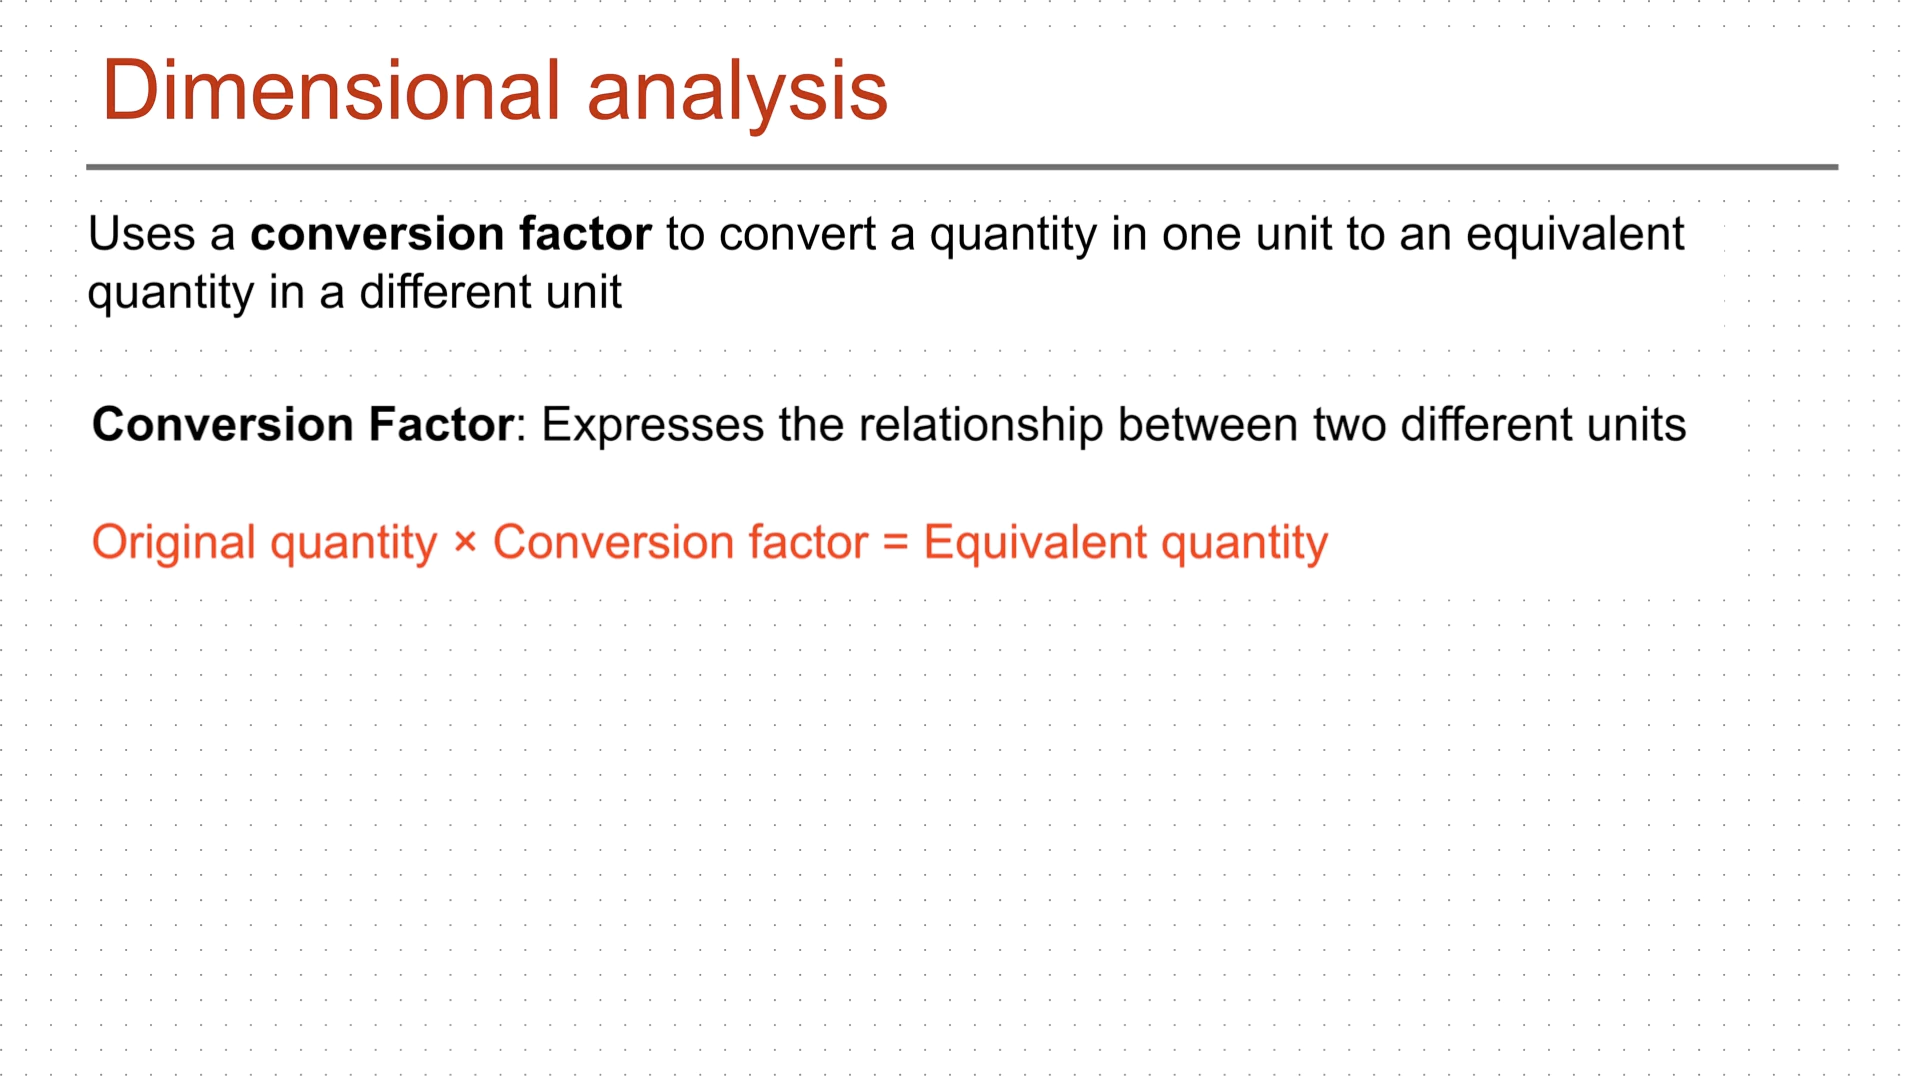 Dimensional analysis
Uses a conversion factor to convert a quantity in one unit to an equivalent
quantity in a different unit
Conversion Factor: Expresses the relationship between two different units
Original quantity × Conversion factor = Equivalent quantity